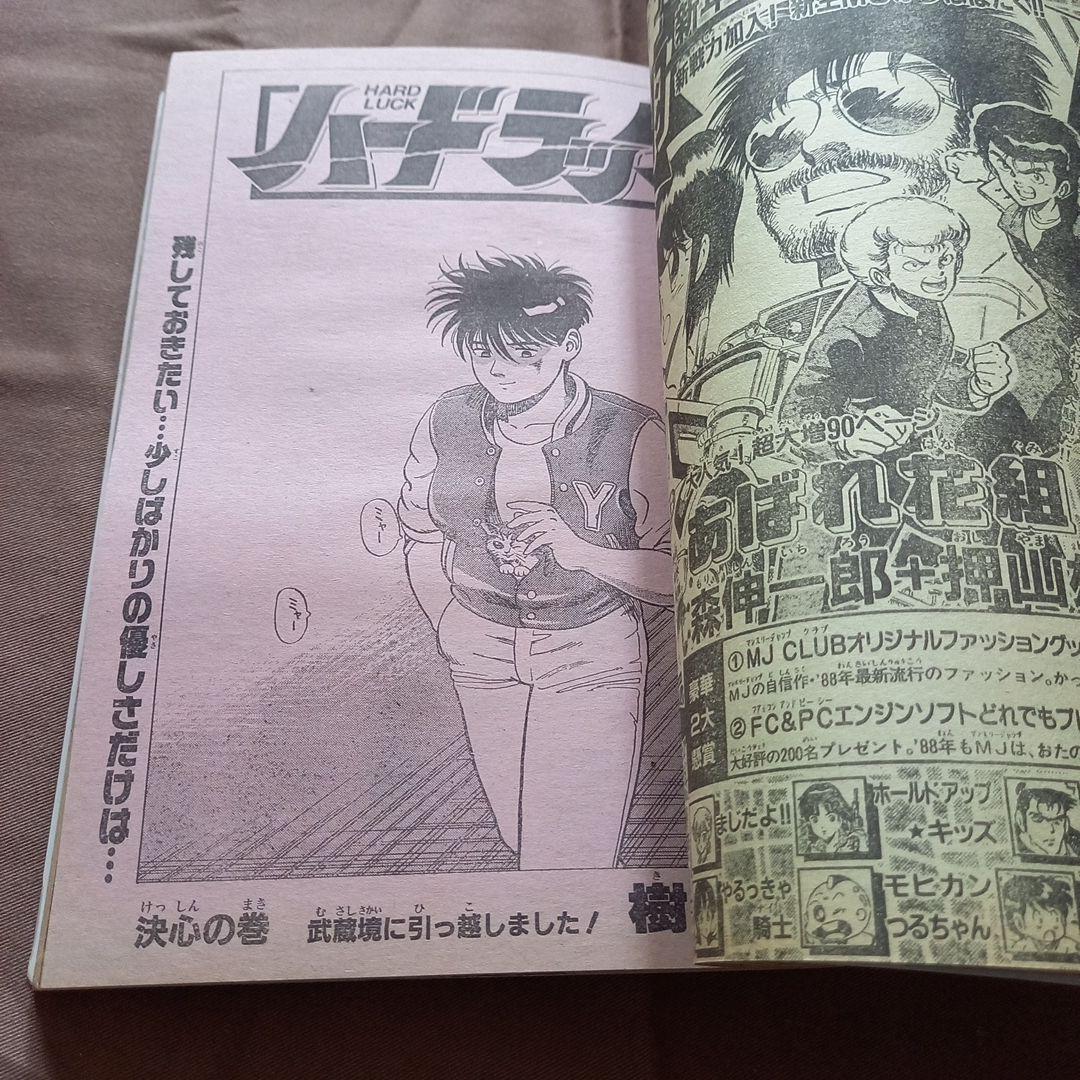 HARD
LUCK
ハードラッ
残しておきたい…少しばかりの優しさだけは…
ミャー
ミャー
Y
決心の巻
武蔵境に引っ越しました!
樹
新戦力加入!
超大増90ページ
あばれ花組
森伸一郎+押山
①MJ CLUBオリジナルファッショングッ
MJの自信作・'88年最新流行のファッション。かっ
豪華2大懸賞
②FC&PCエンジンソフトどれでもプレ
大好評の200名プレゼント。'88年もMJは、おたの
ましたよ!!
ホールドアップ
★キッズ
やるっきゃ
騎士
モヒカン
つるちゃん